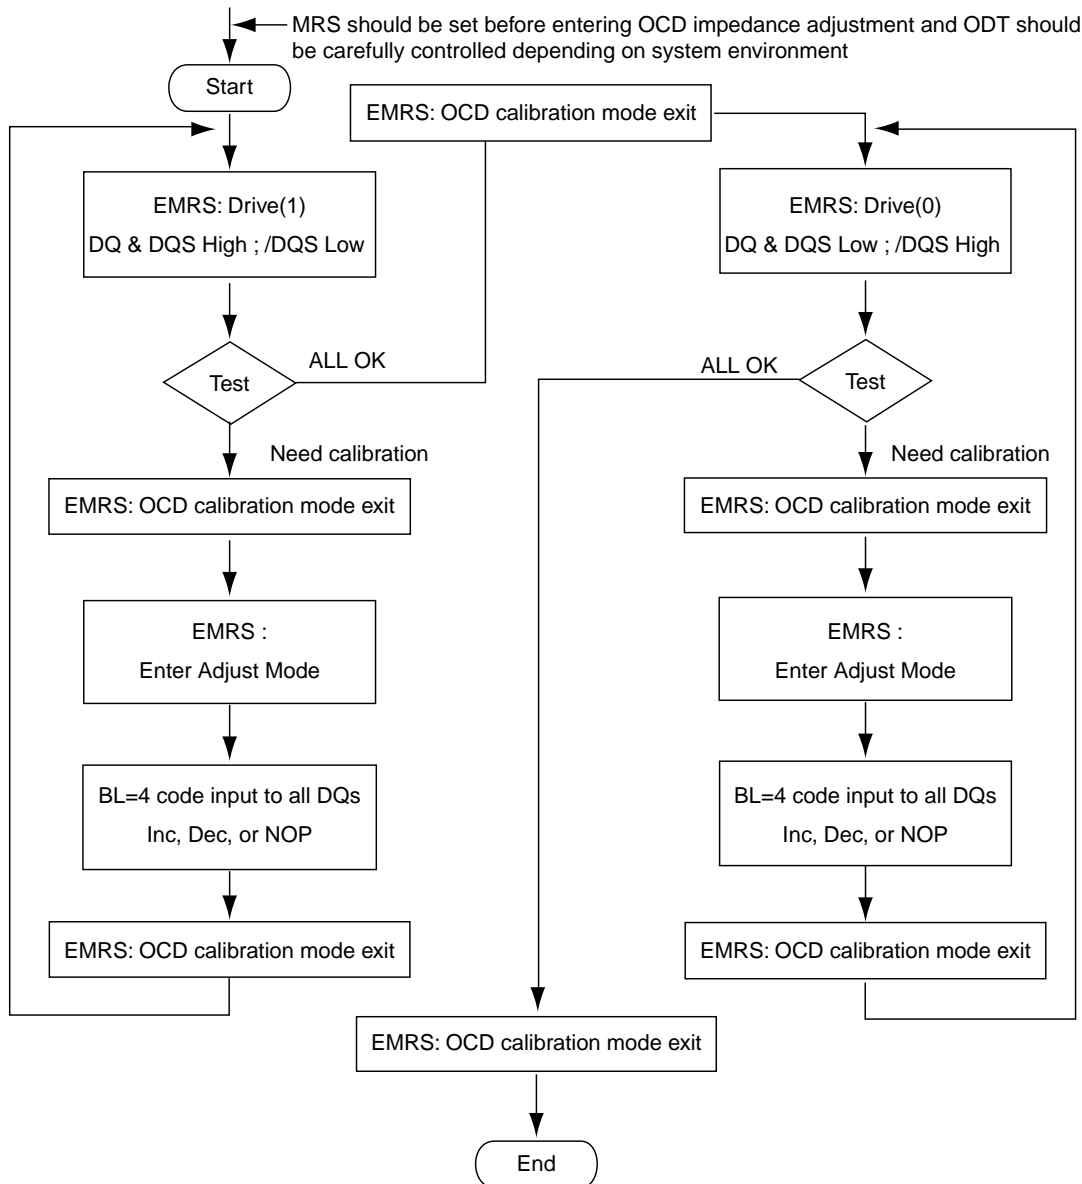 MRS should be set before entering OCD impedance adjustment and ODT should
be carefully controlled depending on system environment
Start
EMRS: OCD calibration mode exit
EMRS: Drive(1)
DQ & DQS High ; /DQS Low
EMRS: Drive(0)
DQ & DQS Low ; /DQS High
Test
ALL OK
ALL OK
Test
Need calibration
Need calibration
EMRS: OCD calibration mode exit
EMRS: OCD calibration mode exit
EMRS :
Enter Adjust Mode
EMRS :
Enter Adjust Mode
BL=4 code input to all DQs
Inc, Dec, or NOP
BL=4 code input to all DQs
Inc, Dec, or NOP
EMRS: OCD calibration mode exit
EMRS: OCD calibration mode exit
EMRS: OCD calibration mode exit
End